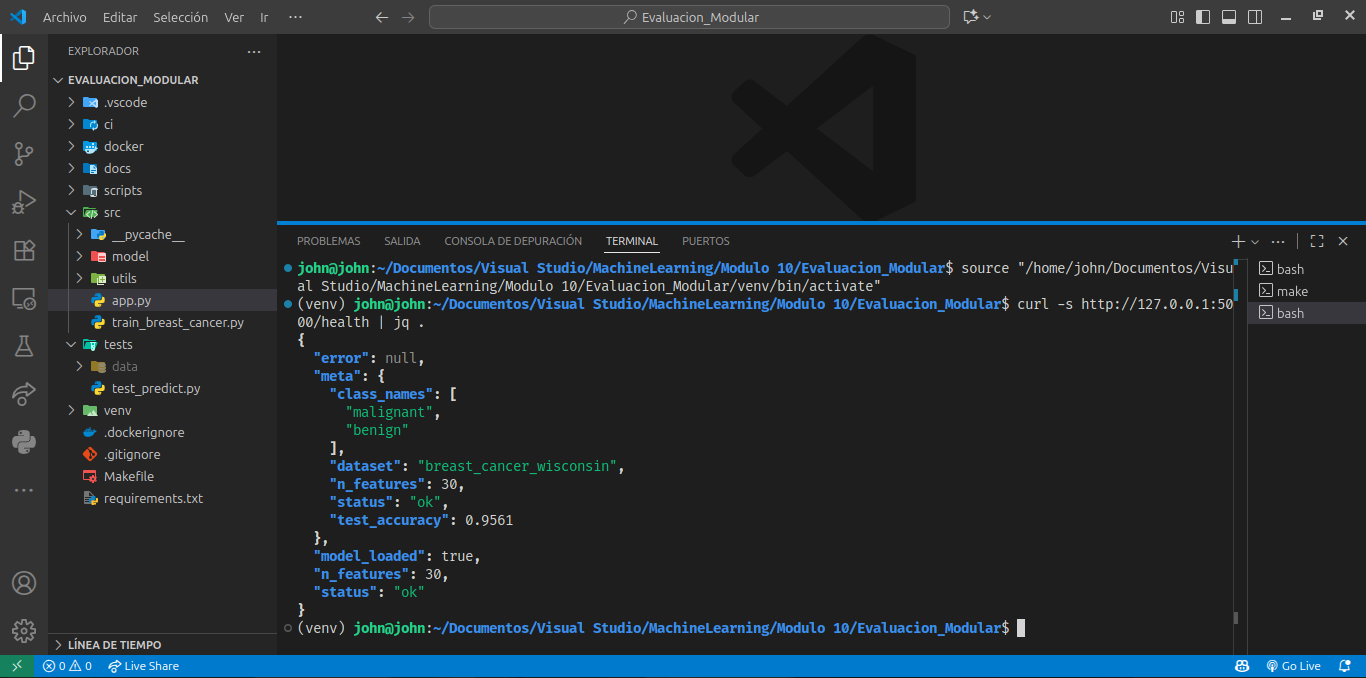 Archivo Editar Selección Ver Ir ···
Evaluacion_Modular
EXPLORADOR
EVALUACION_MODULAR
.vscode
ci
docker
docs
scripts
src
__pycache__
model
utils
app.py
train_breast_cancer.py
tests
data
test_predict.py
venv
.dockerignore
.gitignore
Makefile
requirements.txt
LÍNEA DE TIEMPO
PROBLEMAS SALIDA CONSOLA DE DEPURACIÓN TERMINAL PUERTOS
john@john:~/Documentos/Visual Studio/MachineLearning/Modulo 10/Evaluacion_Modular$ source "/home/john/Documentos/Visu
al Studio/MachineLearning/Modulo 10/Evaluacion_Modular/venv/bin/activate"
(venv) john@john:~/Documentos/Visual Studio/MachineLearning/Modulo 10/Evaluacion_Modular$ curl -s http://127.0.0.1:50
00/health | jq .
{
  "error": null,
  "meta": {
    "class_names": [
      "malignant",
      "benign"
    ],
    "dataset": "breast_cancer_wisconsin",
    "n_features": 30,
    "status": "ok",
    "test_accuracy": 0.9561
  },
  "model_loaded": true,
  "n_features": 30,
  "status": "ok"
}
(venv) john@john:~/Documentos/Visual Studio/MachineLearning/Modulo 10/Evaluacion_Modular$
bash
make
bash
0 0 Live Share
Go Live